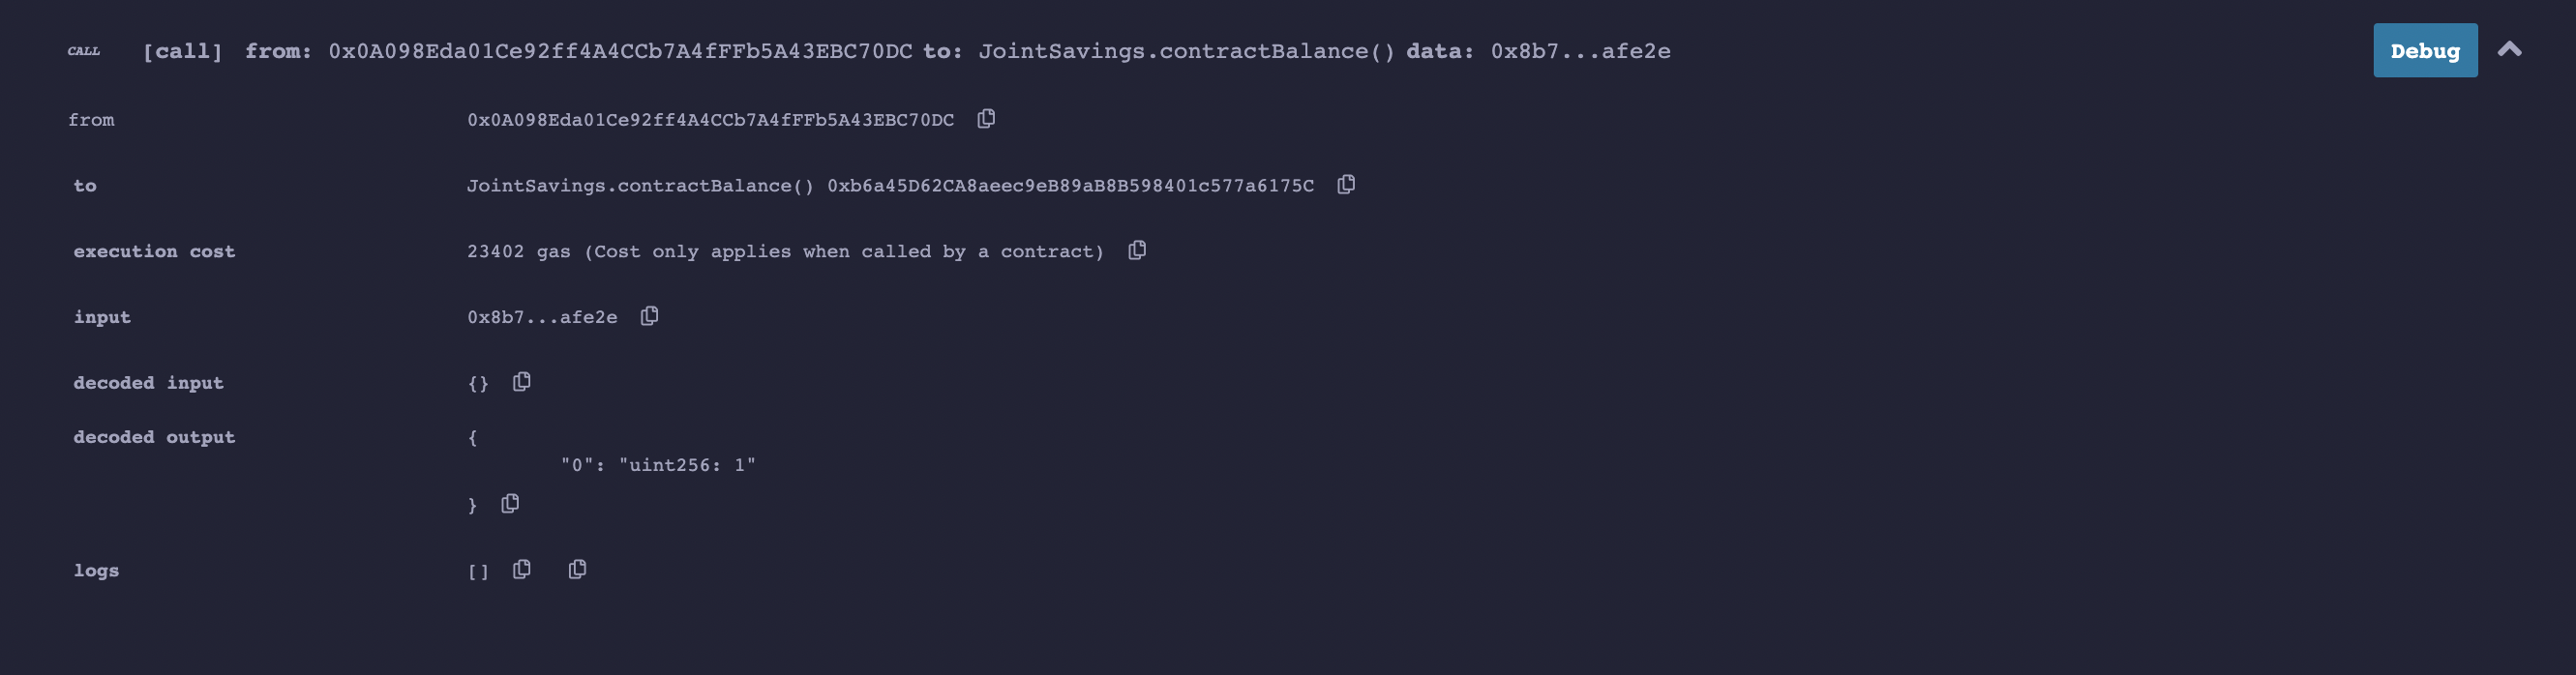 CALL [call] from: 0x0A098Eda01Ce92ff4A4CCb7A4fFFb5A43EBC70DC to: JointSavings.contractBalance() data: 0x8b7...afe2e Debug
from 0x0A098Eda01Ce92ff4A4CCb7A4fFFb5A43EBC70DC
to JointSavings.contractBalance() 0xb6a45D62CA8aeec9eB89aB8B598401c577a6175C
execution cost 23402 gas (Cost only applies when called by a contract)
input 0x8b7...afe2e
decoded input {}
decoded output {
"0": "uint256: 1"
}
logs []